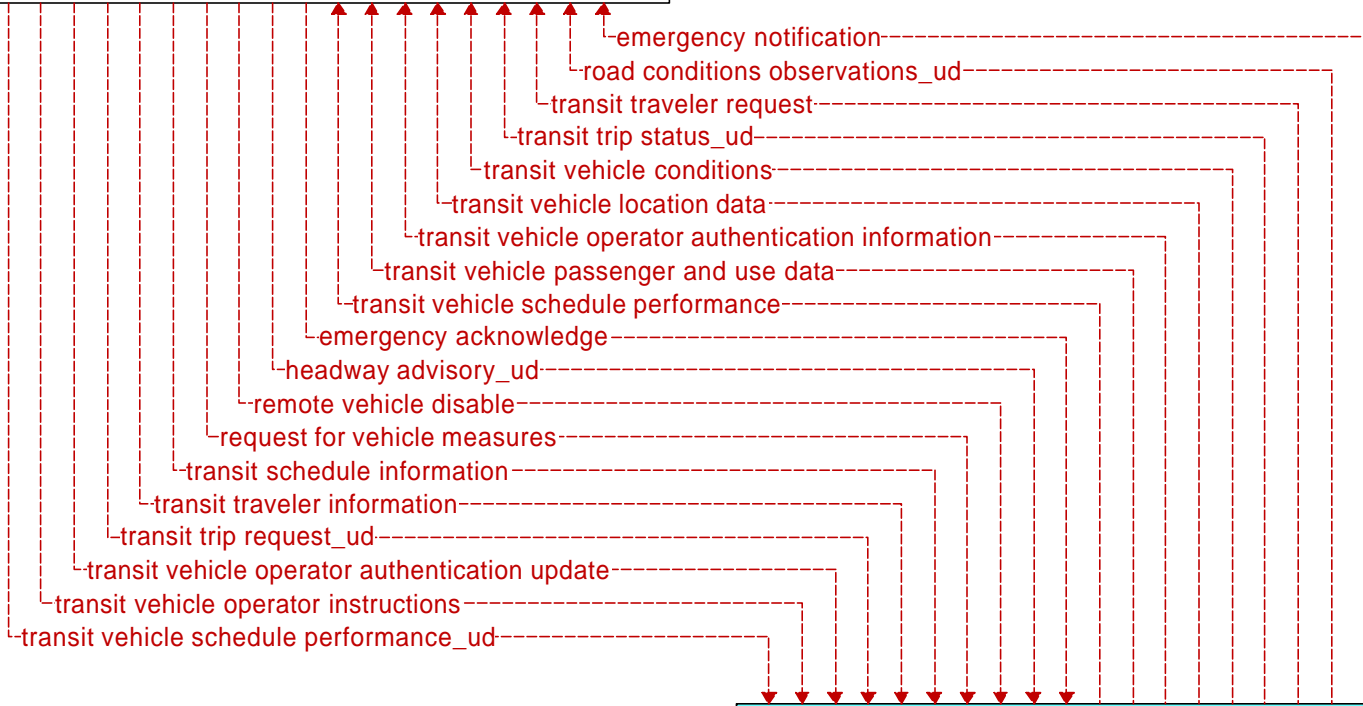 emergency notification
road conditions observations_ud
transit traveler request
transit trip status_ud
transit vehicle conditions
transit vehicle location data
transit vehicle operator authentication information
transit vehicle passenger and use data
transit vehicle schedule performance
emergency acknowledge
headway advisory_ud
remote vehicle disable
request for vehicle measures
transit schedule information
transit traveler information
transit trip request_ud
transit vehicle operator authentication update
transit vehicle operator instructions
transit vehicle schedule performance_ud